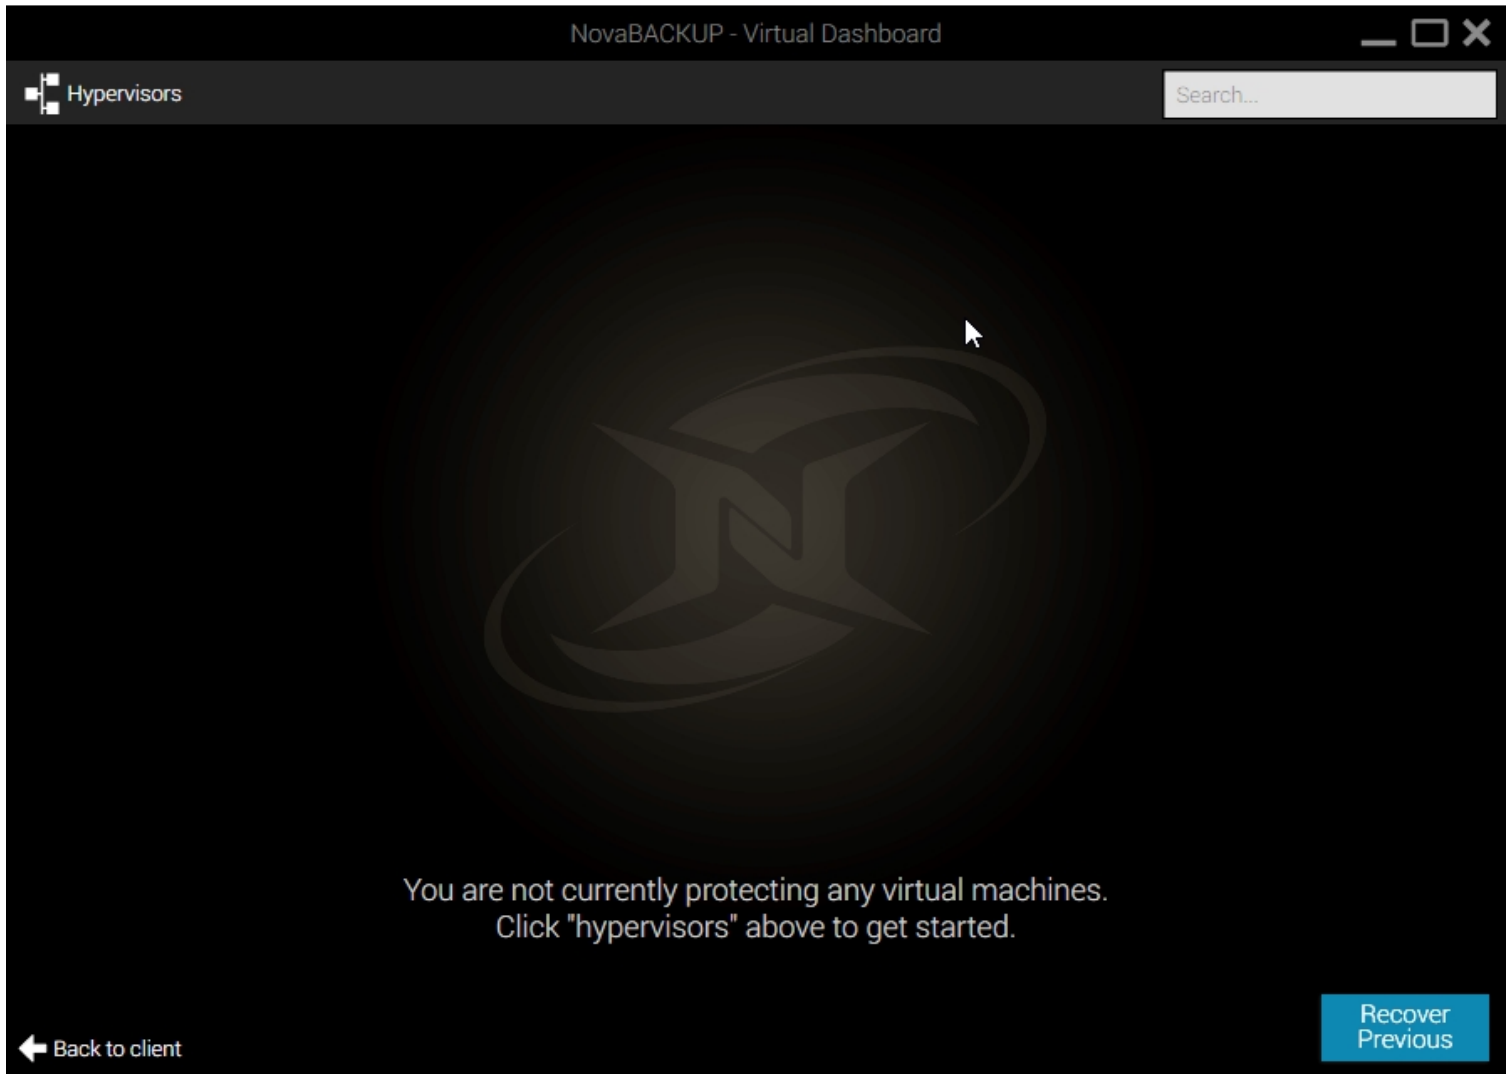 NovaBACKUP - Virtual Dashboard
Hypervisors
Search...
You are not currently protecting any virtual machines.
Click "hypervisors" above to get started.
Back to client
Recover
Previous